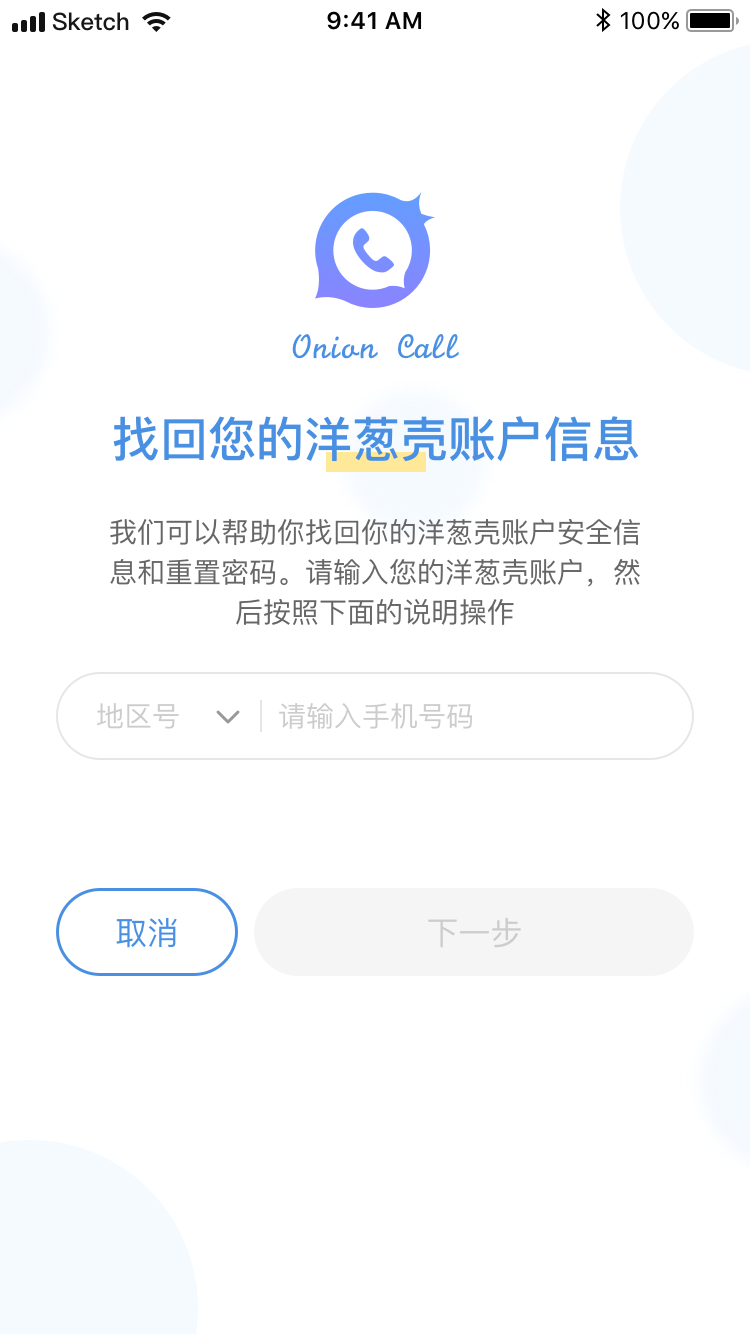 Sketch 9:41 AM 100%
Onion Call
找回您的洋葱壳账户信息
我们可以帮助你找回你的洋葱壳账户安全信
息和重置密码。请输入您的洋葱壳账户，然
后按照下面的说明操作
地区号 请输入手机号码
取消 下一步